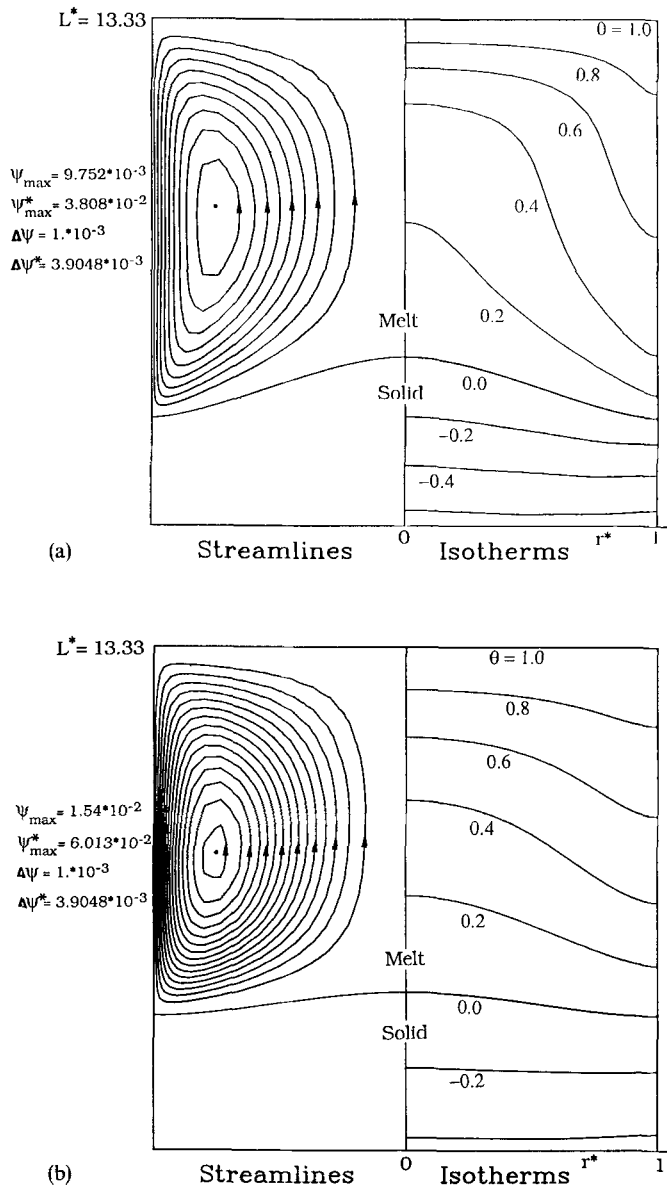 L* = 13.33
θ = 1.0
0.8
0.6
0.4
0.2
0.0
−0.2
−0.4
ψmax = 9.752*10-3
ψ*max = 3.808*10-2
Δψ = 1.*10-3
Δψ* = 3.9048*10-3
Melt
Solid
(a)
Streamlines
0
Isotherms
r*
1
L* = 13.33
θ = 1.0
0.8
0.6
0.4
0.2
0.0
−0.2
ψmax = 1.54*10-2
ψ*max = 6.013*10-2
Δψ = 1.*10-3
Δψ* = 3.9048*10-3
Melt
Solid
(b)
Streamlines
0
Isotherms
r*
1